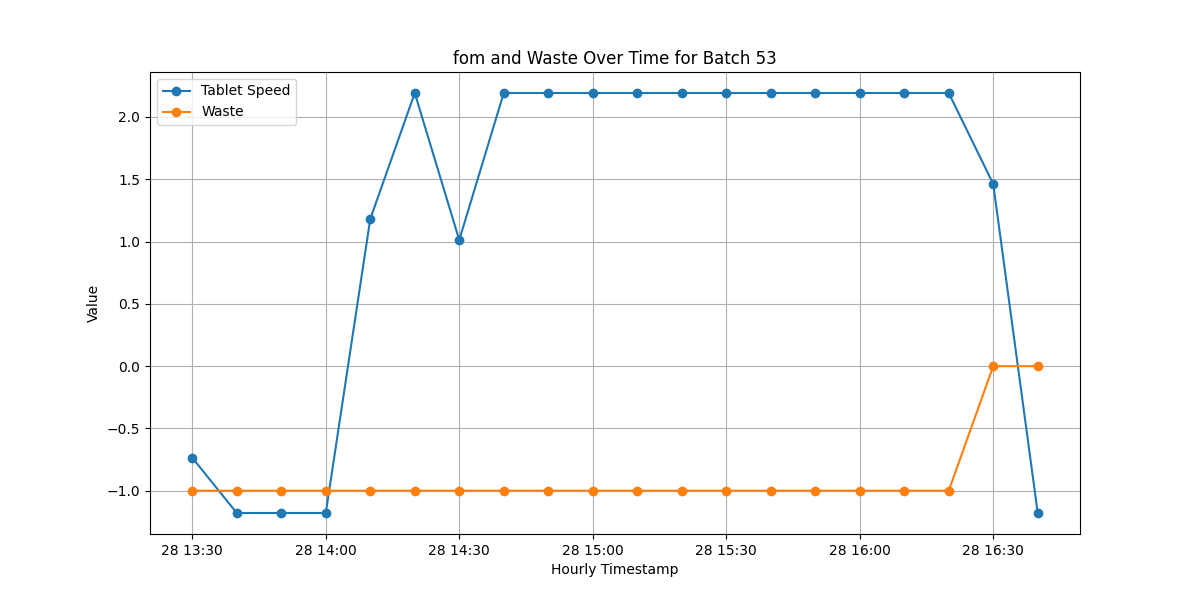 fom and Waste Over Time for Batch 53
Tablet Speed
Waste
Value
2.0
1.5
1.0
0.5
0.0
−0.5
−1.0
28 13:30 28 14:00 28 14:30 28 15:00 28 15:30 28 16:00 28 16:30
Hourly Timestamp